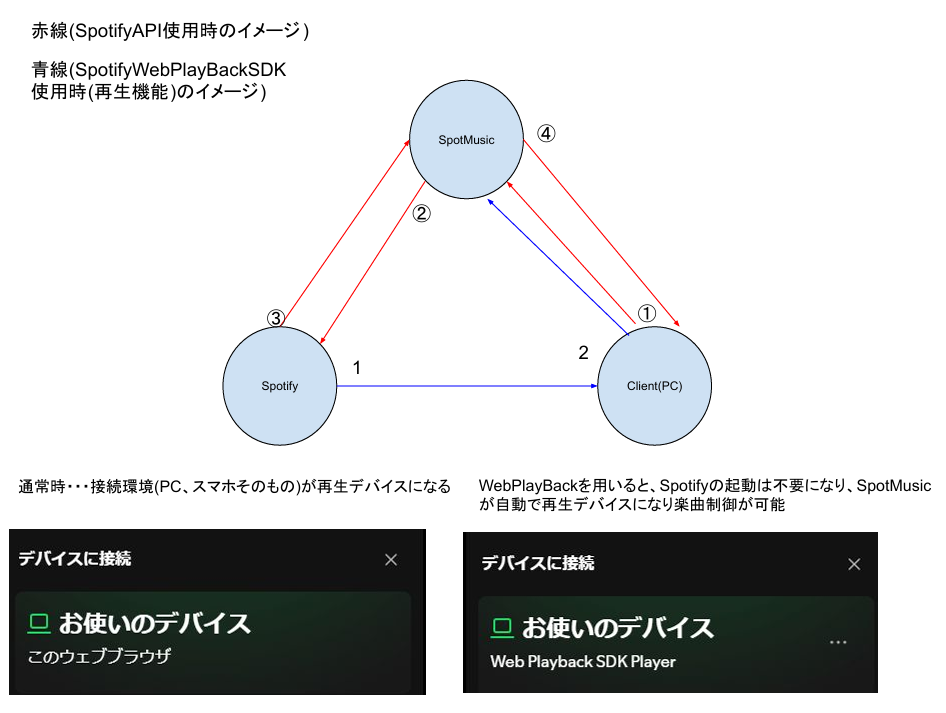 赤線(SpotifyAPI使用時のイメージ)
青線(SpotifyWebPlayBackSDK
使用時(再生機能)のイメージ)
SpotMusic
④
②
③
①
1
2
Spotify
Client(PC)
通常時・・・接続環境(PC、スマホそのもの)が再生デバイスになる
WebPlayBackを用いると、Spotifyの起動は不要になり、SpotMusic
が自動で再生デバイスになり楽曲制御が可能
デバイスに接続
お使いのデバイス
このウェブブラウザ
デバイスに接続
お使いのデバイス
Web Playback SDK Player